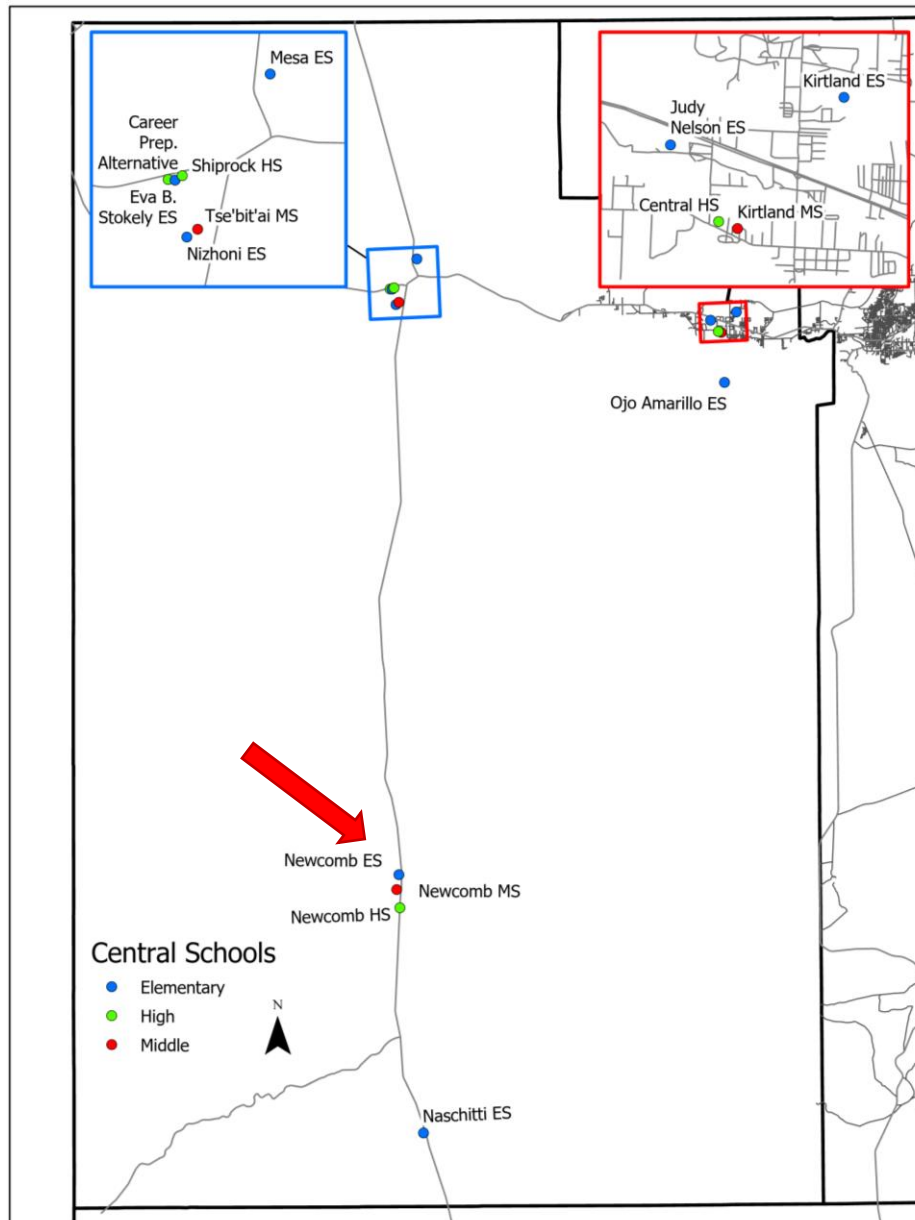 Mesa ES
Career
Prep.
Alternative
Shiprock HS
Eva B.
Stokely ES
Tse'bit'ai MS
Nizhoni ES
Kirtland ES
Judy
Nelson ES
Central HS
Kirtland MS
Ojo Amarillo ES
Newcomb ES
Newcomb MS
Newcomb HS
Central Schools
Elementary
High
Middle
N
Naschitti ES